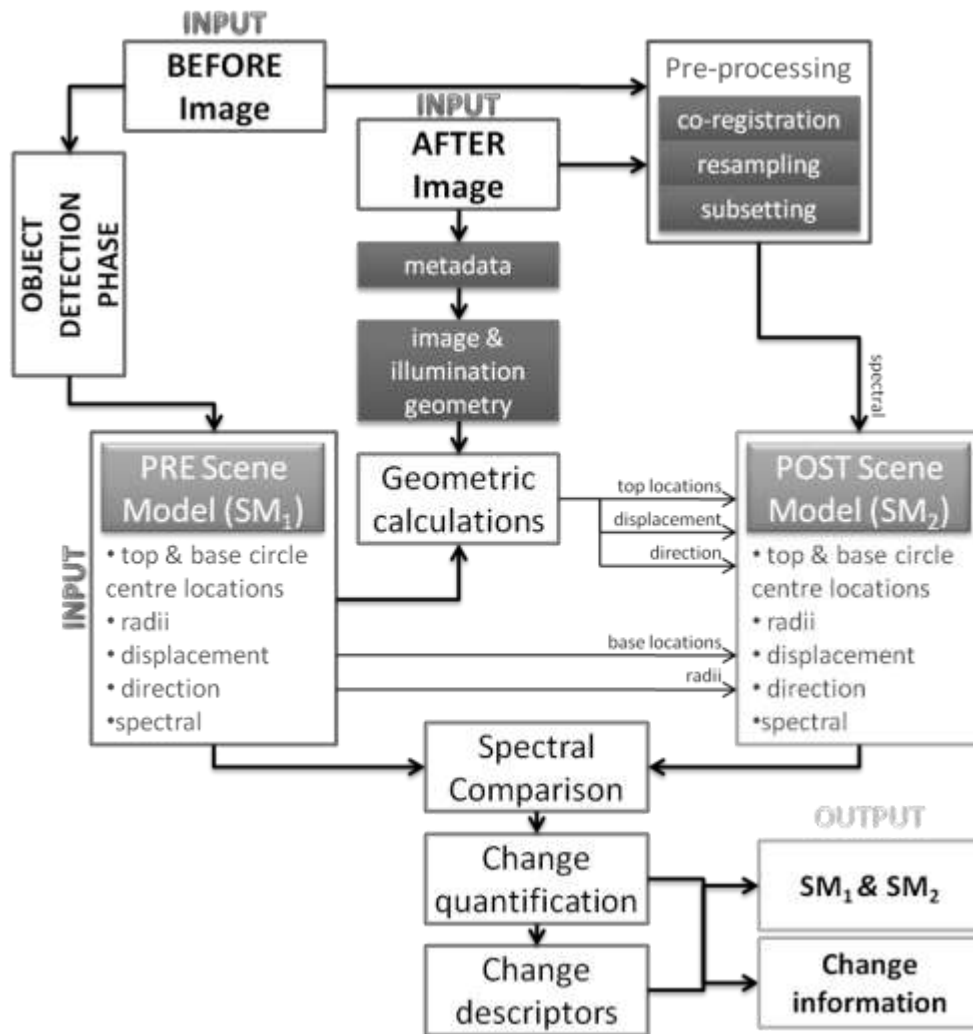 INPUT
BEFORE
Image
INPUT
AFTER
Image
Pre-processing
co-registration
resampling
subsetting
OBJECT
DETECTION
PHASE
metadata
image &
illumination
geometry
spectral
INPUT
PRE Scene
Model (SM₁)
• top & base circle
centre locations
• radii
• displacement
• direction
•spectral
Geometric
calculations
top locations
displacement
direction
base locations
radii
POST Scene
Model (SM₂)
• top & base circle
centre locations
• radii
• displacement
• direction
•spectral
Spectral
Comparison
Change
quantification
Change
descriptors
OUTPUT
SM₁ & SM₂
Change
information